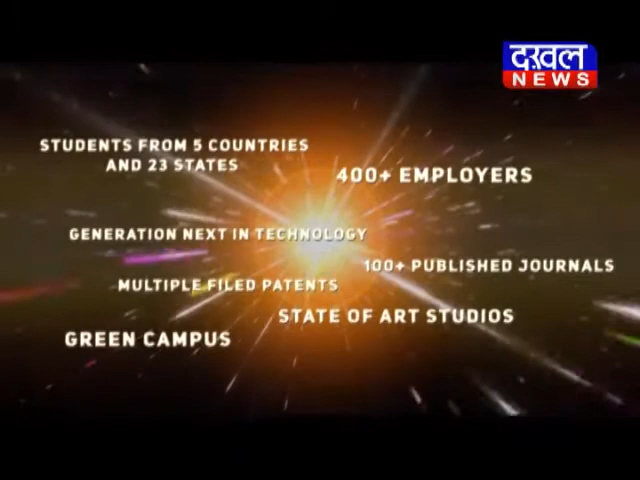 दख़ल
NEWS
STUDENTS FROM 5 COUNTRIES
AND 23 STATES
400+ EMPLOYERS
GENERATION NEXT IN TECHNOLOGY
100+ PUBLISHED JOURNALS
MULTIPLE FILED PATENTS
STATE OF ART STUDIOS
GREEN CAMPUS